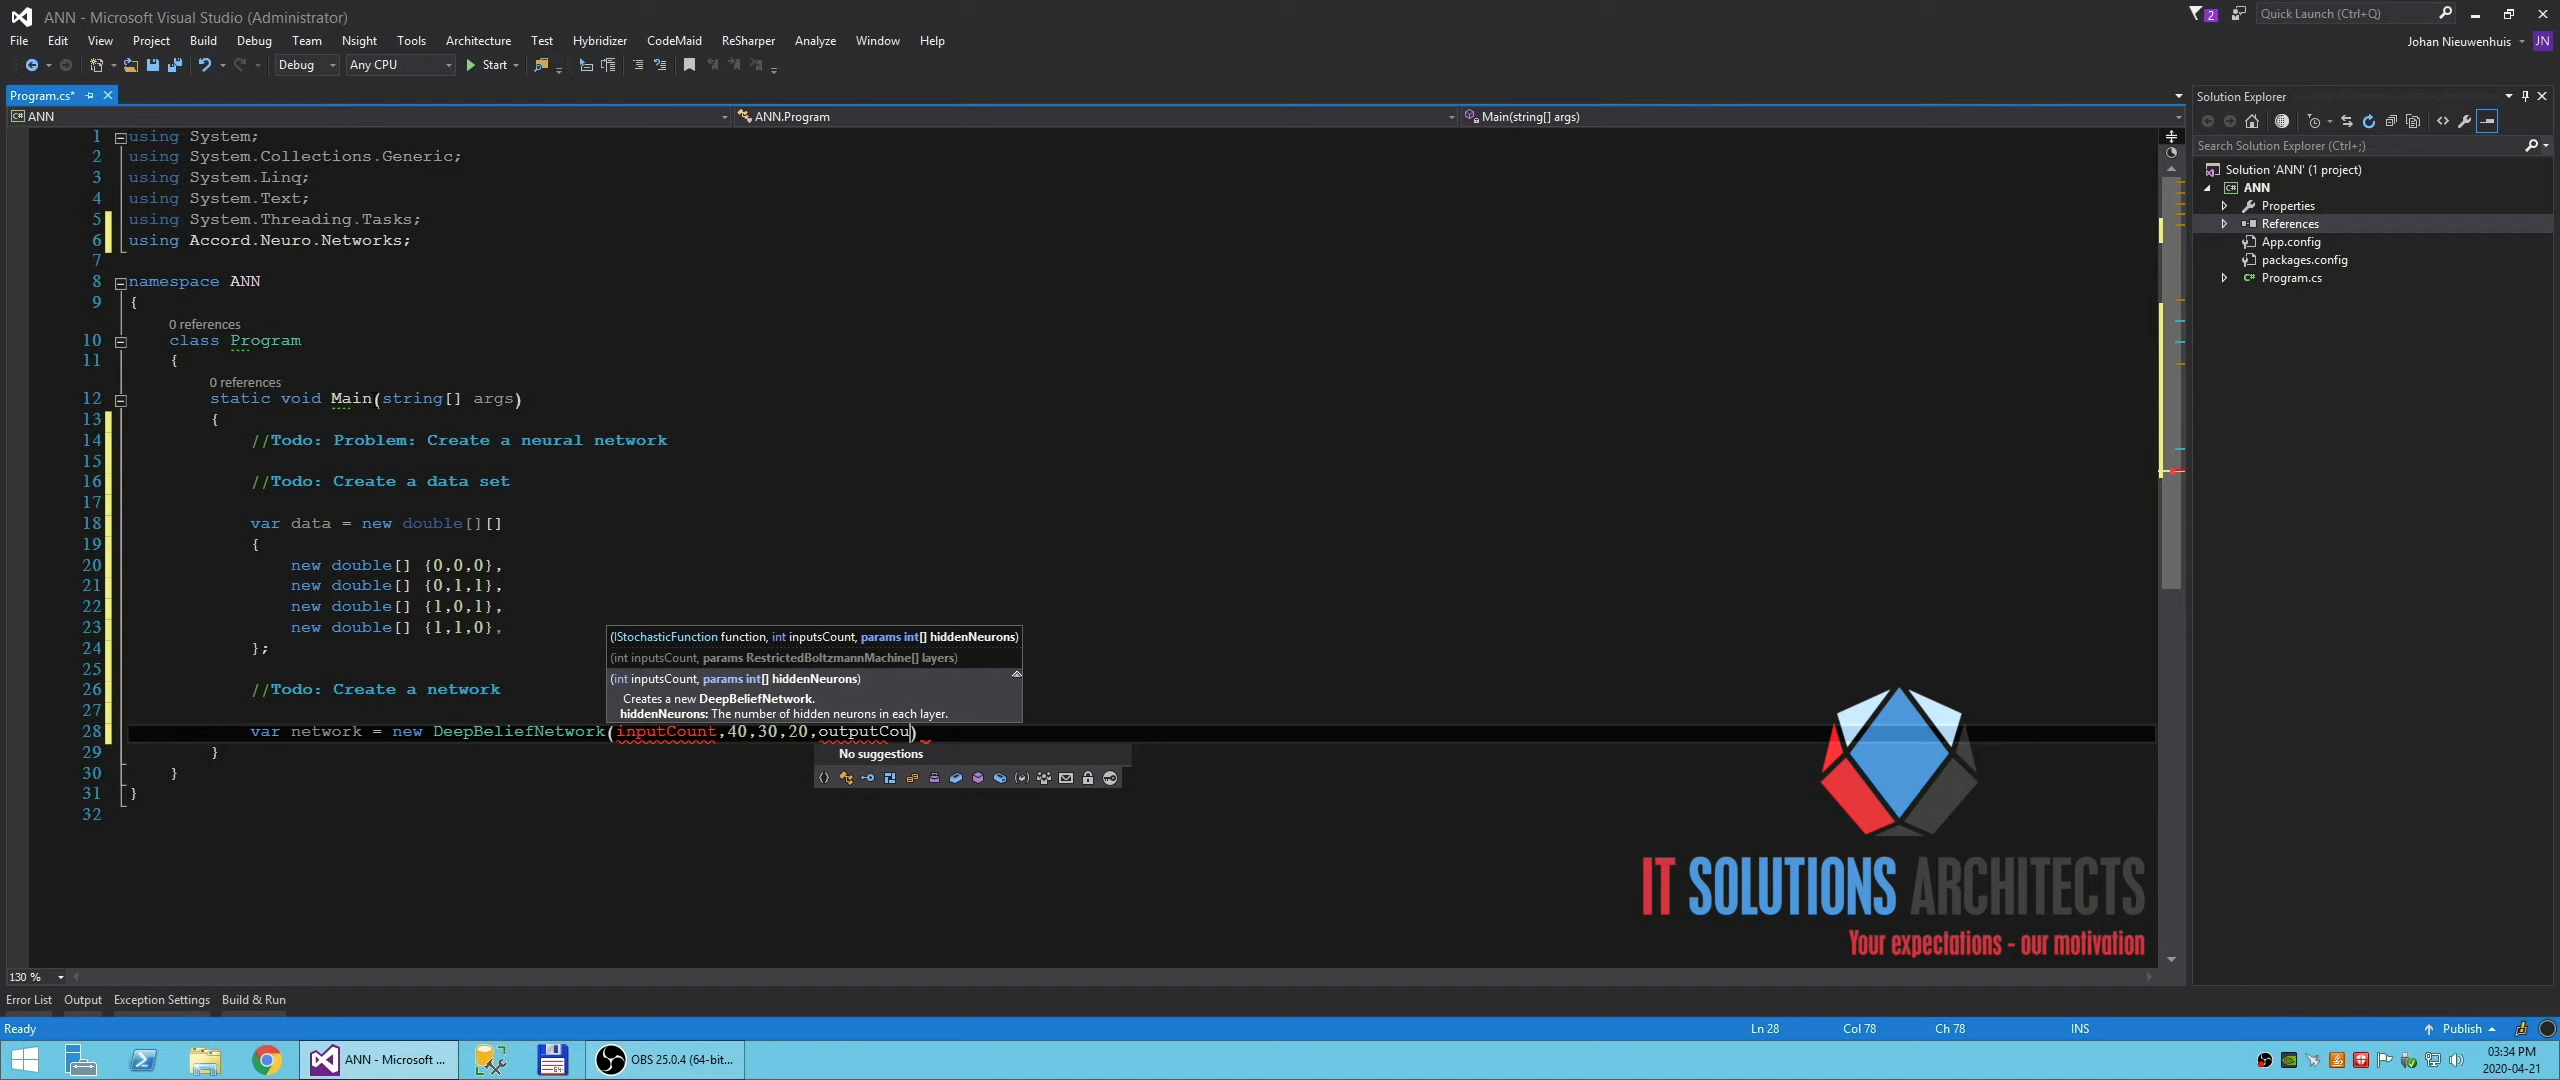 ANN - Microsoft Visual Studio (Administrator)
2
Quick Launch (Ctrl+Q)
File Edit View Project Build Debug Team Nsight Tools Architecture Test Hybridizer CodeMaid ReSharper Analyze Window Help
Johan Nieuwenhuis JN
Debug Any CPU Start
Program.cs*
Solution Explorer
ANN ANN.Program Main(string[] args)
Search Solution Explorer (Ctrl+;)
Solution 'ANN' (1 project)
ANN
Properties
References
App.config
packages.config
Program.cs
1 using System;
2 using System.Collections.Generic;
3 using System.Linq;
4 using System.Text;
5 using System.Threading.Tasks;
6 using Accord.Neuro.Networks;
7
8 namespace ANN
9 {
0 references
10 class Program
11 {
0 references
12 static void Main(string[] args)
13 {
14 //Todo: Problem: Create a neural network
15
16 //Todo: Create a data set
17
18 var data = new double[][]
19 {
20 new double[] {0,0,0},
21 new double[] {0,1,1},
22 new double[] {1,0,1},
23 new double[] {1,1,0},
24 };
25
26 //Todo: Create a network
27
28 var network = new DeepBeliefNetwork(inputCount,40,30,20,outputCou)
29 }
30 }
31 }
32
(IStochasticFunction function, int inputsCount, params int[] hiddenNeurons)
(int inputsCount, params RestrictedBoltzmannMachine[] layers)
(int inputsCount, params int[] hiddenNeurons)
Creates a new DeepBeliefNetwork.
hiddenNeurons: The number of hidden neurons in each layer.
No suggestions
IT SOLUTIONS ARCHITECTS
Your expectations - our motivation
130 %
Error List Output Exception Settings Build & Run
Ready Ln 28 Col 78 Ch 78 INS Publish
ANN - Microsoft ... OBS 25.0.4 (64-bit...
03:34 PM
2020-04-21